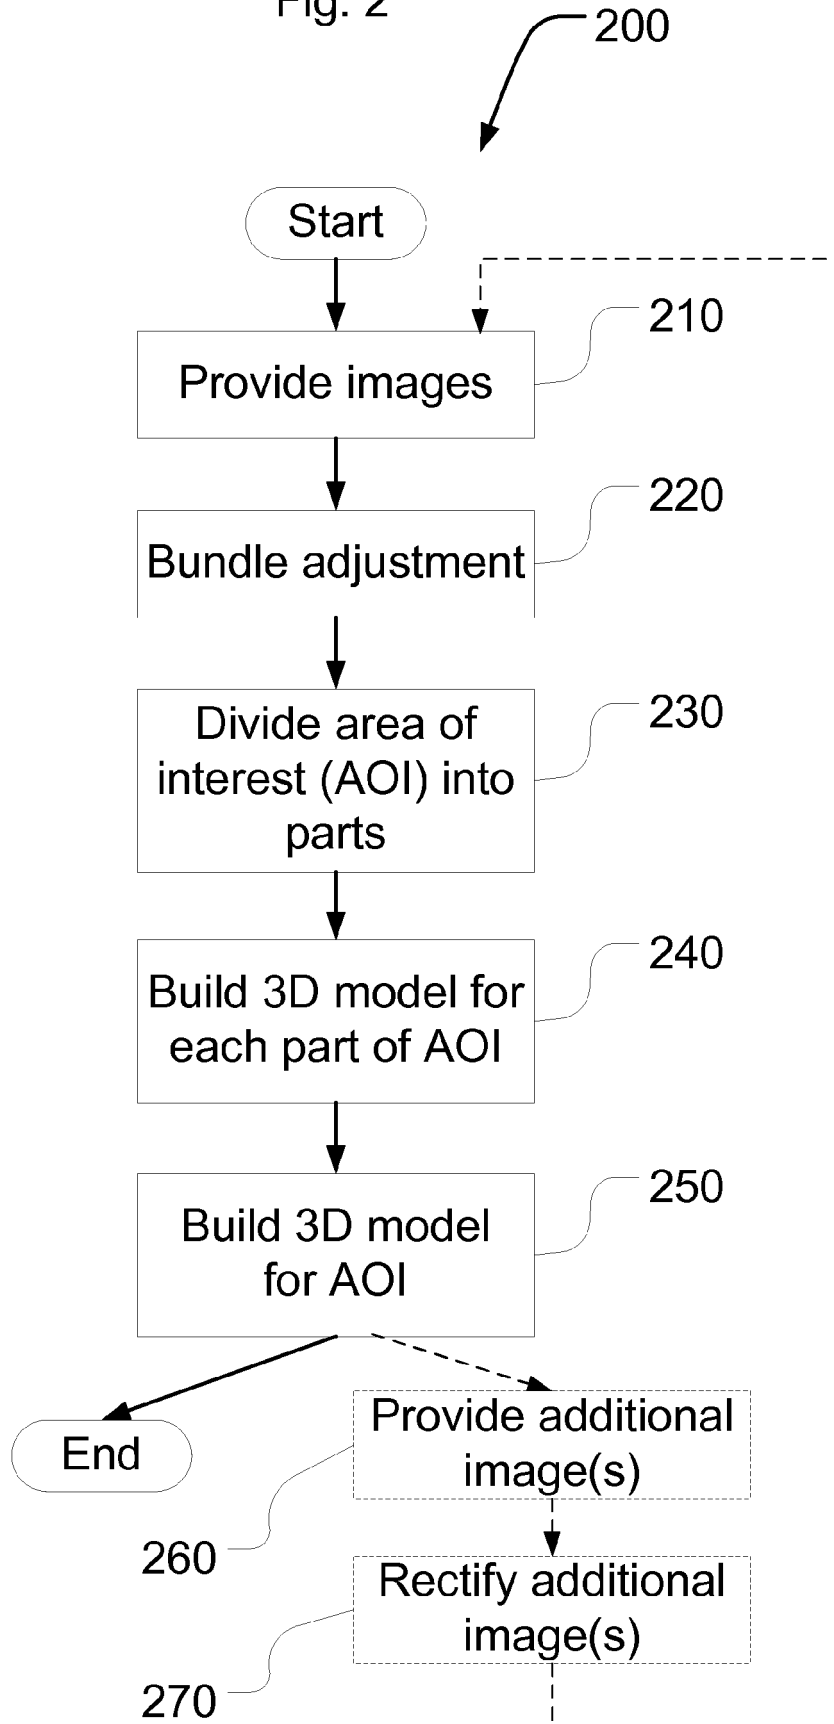 Fig. 2
200
Start
210
Provide images
220
Bundle adjustment
230
Divide area of
interest (AOI) into
parts
240
Build 3D model for
each part of AOI
250
Build 3D model
for AOI
End
Provide additional
image(s)
260
Rectify additional
image(s)
270